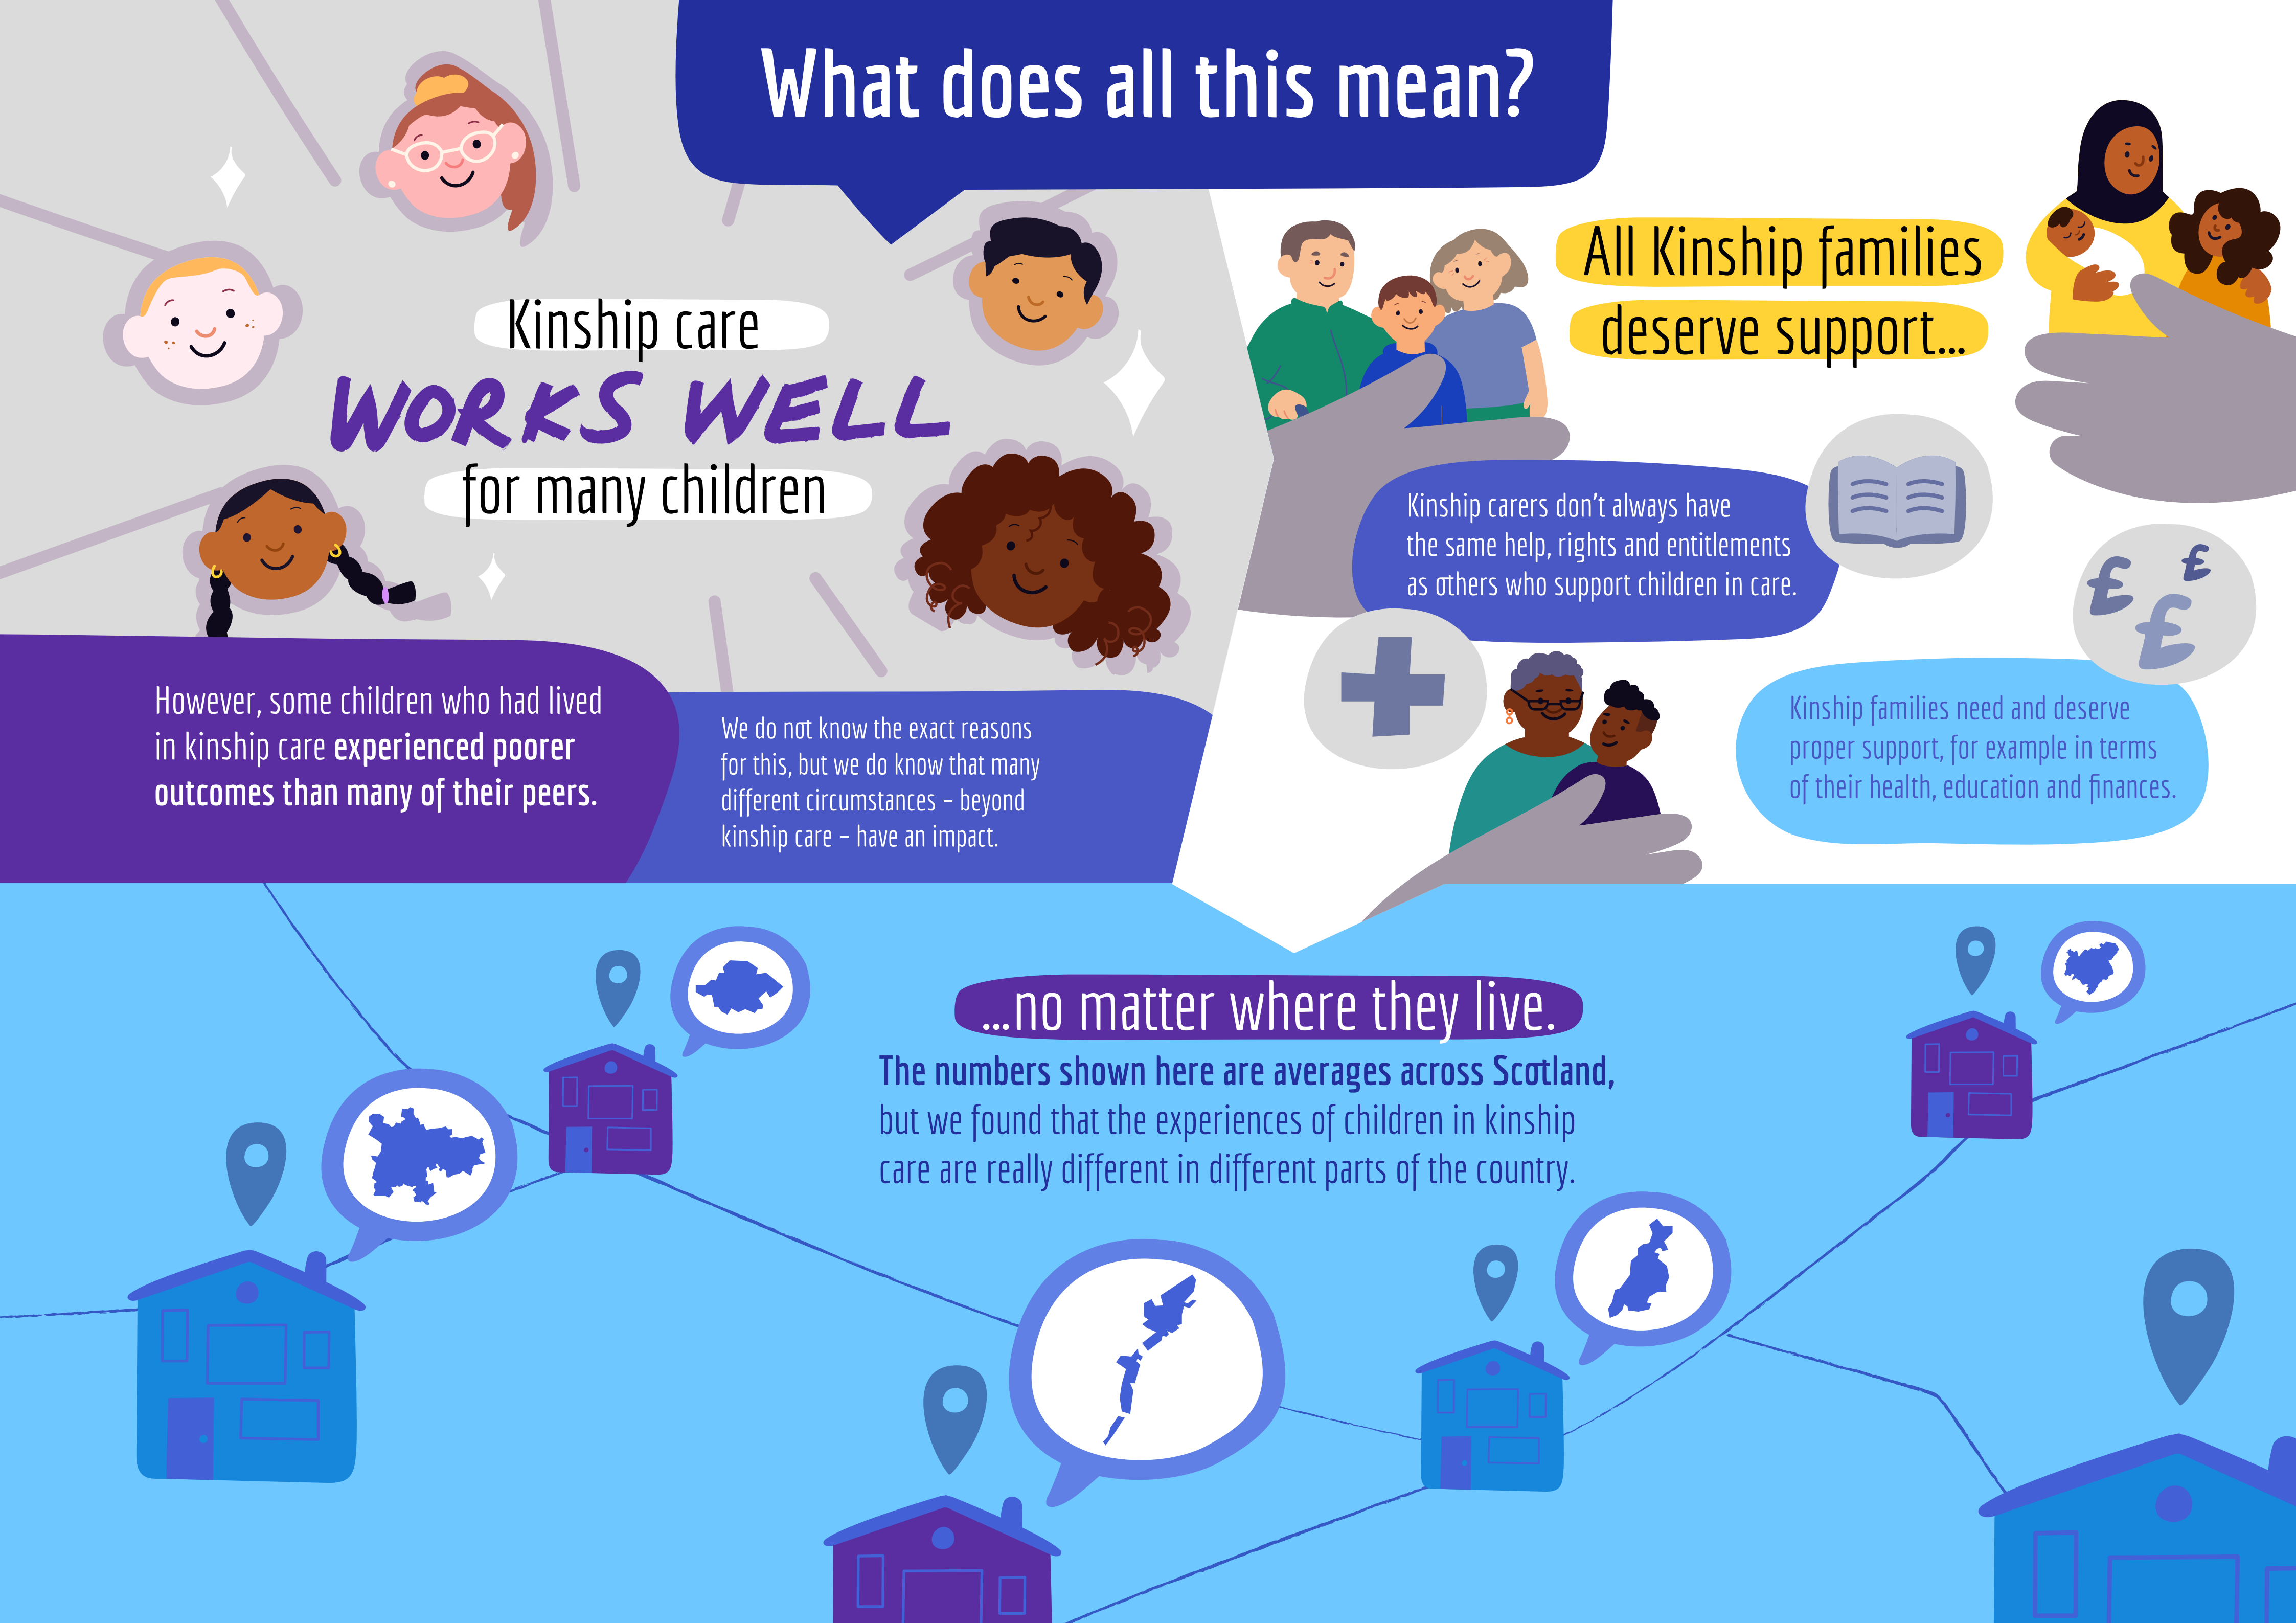 What does all this mean?
Kinship care
WORKS WELL
for many children
However, some children who had lived
in kinship care experienced poorer
outcomes than many of their peers.
We do not know the exact reasons
for this, but we do know that many
different circumstances – beyond
kinship care – have an impact.
All Kinship families
deserve support...
Kinship carers don't always have
the same help, rights and entitlements
as others who support children in care.
£ £
£
Kinship families need and deserve
proper support, for example in terms
of their health, education and finances.
...no matter where they live.
The numbers shown here are averages across Scotland,
but we found that the experiences of children in kinship
care are really different in different parts of the country.